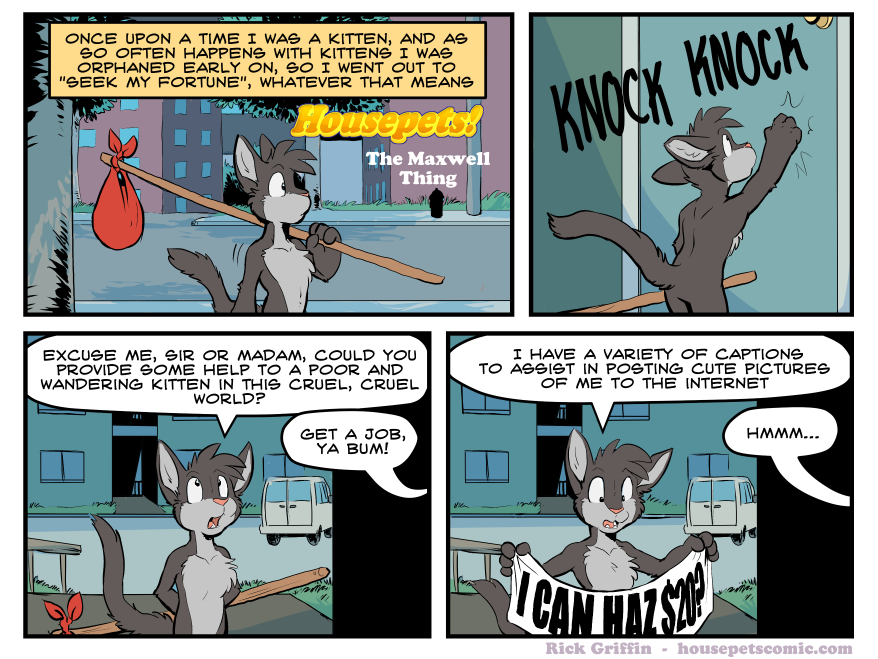 ONCE UPON A TIME I WAS A KITTEN, AND AS
SO OFTEN HAPPENS WITH KITTENS I WAS
ORPHANED EARLY ON, SO I WENT OUT TO
"SEEK MY FORTUNE", WHATEVER THAT MEANS
Housepets!
The Maxwell
Thing
KNOCK KNOCK
EXCUSE ME, SIR OR MADAM, COULD YOU
PROVIDE SOME HELP TO A POOR AND
WANDERING KITTEN IN THIS CRUEL, CRUEL
WORLD?
GET A JOB,
YA BUM!
I HAVE A VARIETY OF CAPTIONS
TO ASSIST IN POSTING CUTE PICTURES
OF ME TO THE INTERNET
HMMM...
I CAN HAZ $20?
Rick Griffin - housepetscomic.com